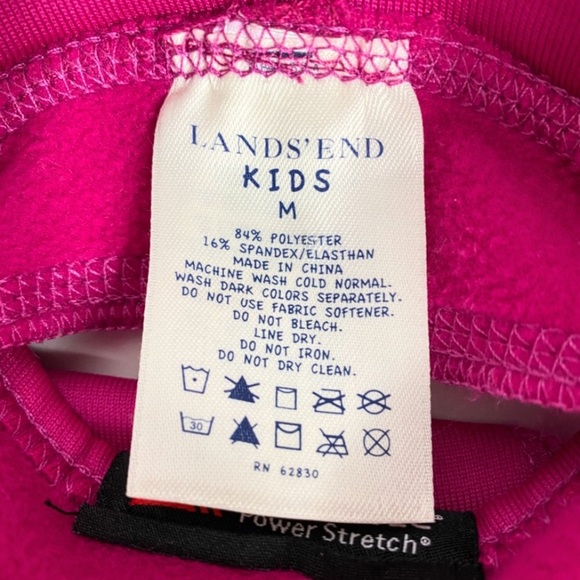 LANDS' END
KIDS
M
84% POLYESTER
16% SPANDEX/ELASTHAN
MADE IN CHINA
MACHINE WASH COLD NORMAL.
WASH DARK COLORS SEPARATELY.
DO NOT USE FABRIC SOFTENER.
DO NOT BLEACH.
LINE DRY.
DO NOT IRON.
DO NOT DRY CLEAN.
30
RN 62830
Power Stretch®